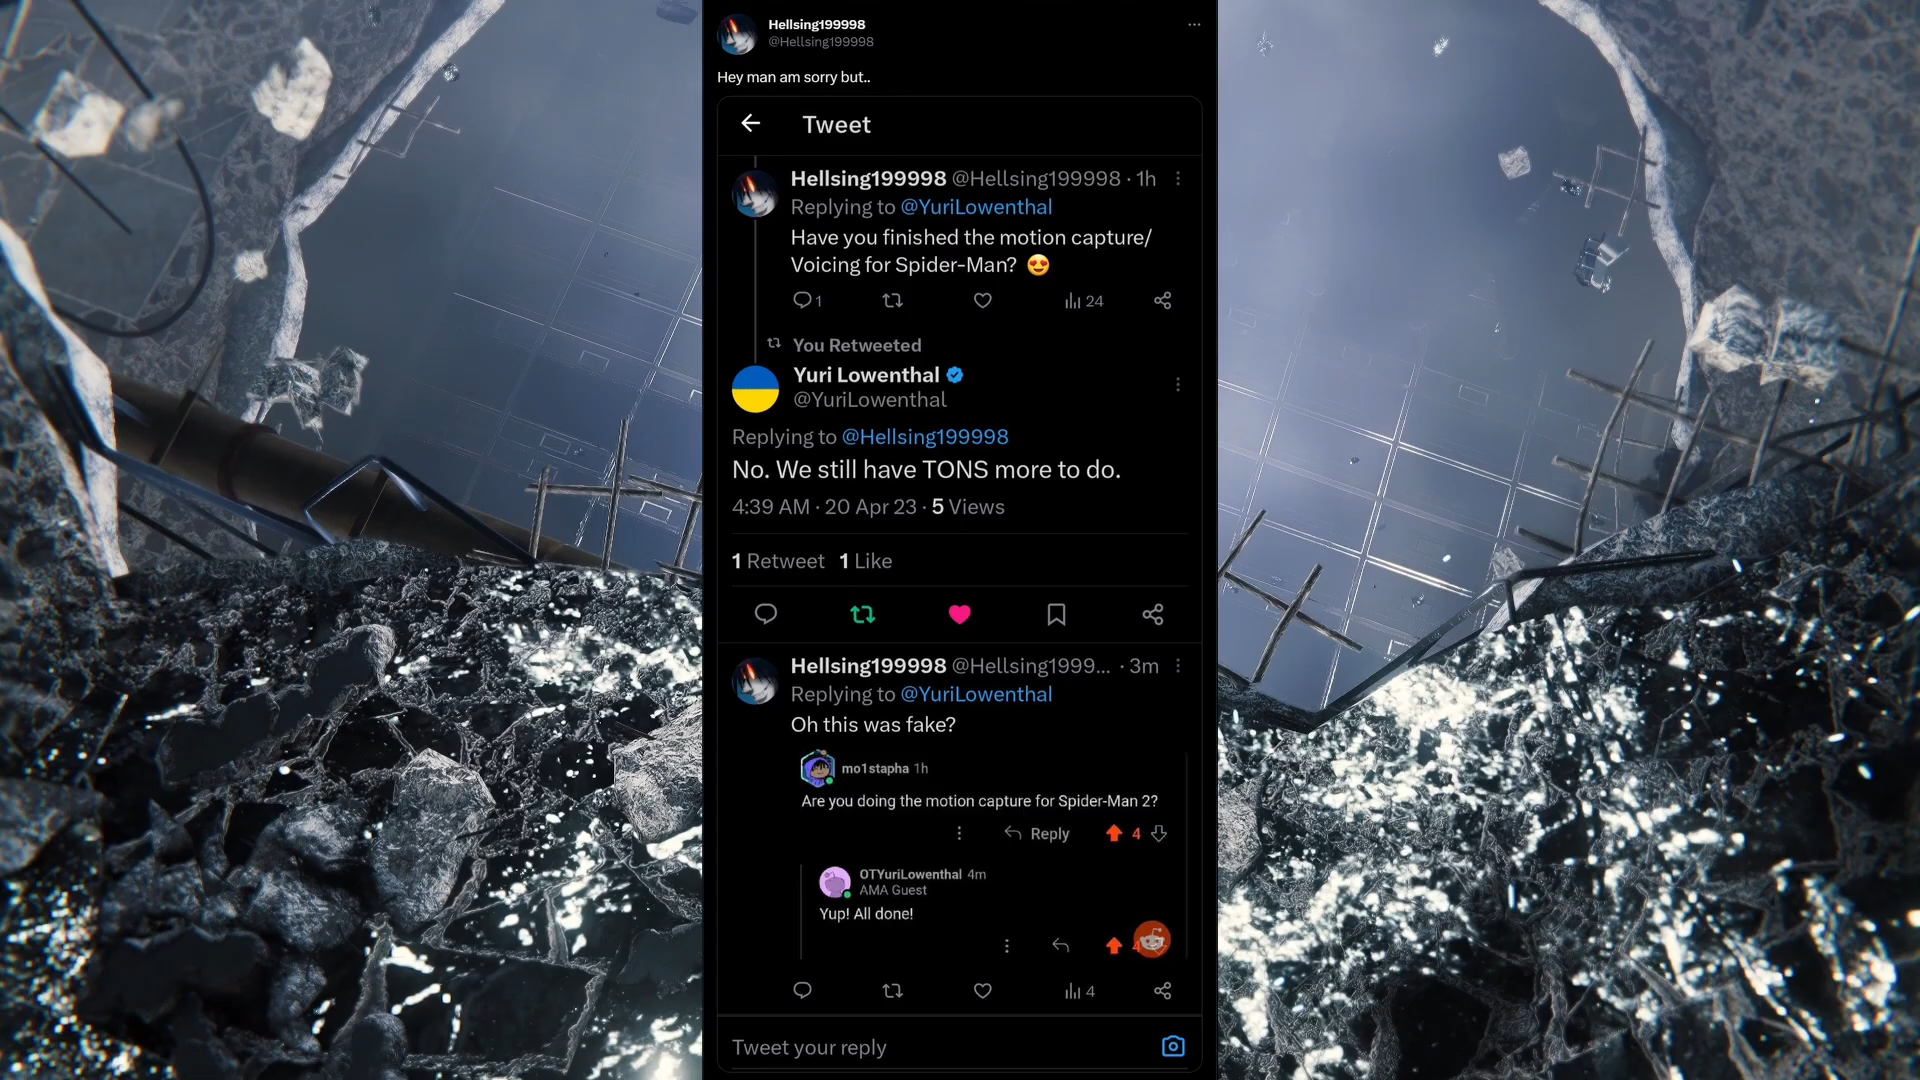 Hellsing199998
@Hellsing199998
Hey man am sorry but..
Tweet
Hellsing199998 @Hellsing199998 · 1h
Replying to @YuriLowenthal
Have you finished the motion capture/
Voicing for Spider-Man? 😍
1 24
You Retweeted
Yuri Lowenthal
@YuriLowenthal
Replying to @Hellsing199998
No. We still have TONS more to do.
4:39 AM · 20 Apr 23 · 5 Views
1 Retweet 1 Like
Hellsing199998 @Hellsing1999... · 3m
Replying to @YuriLowenthal
Oh this was fake?
mo1stapha 1h
Are you doing the motion capture for Spider-Man 2?
Reply 4
OTYuriLowenthal 4m
AMA Guest
Yup! All done!
4
4
Tweet your reply